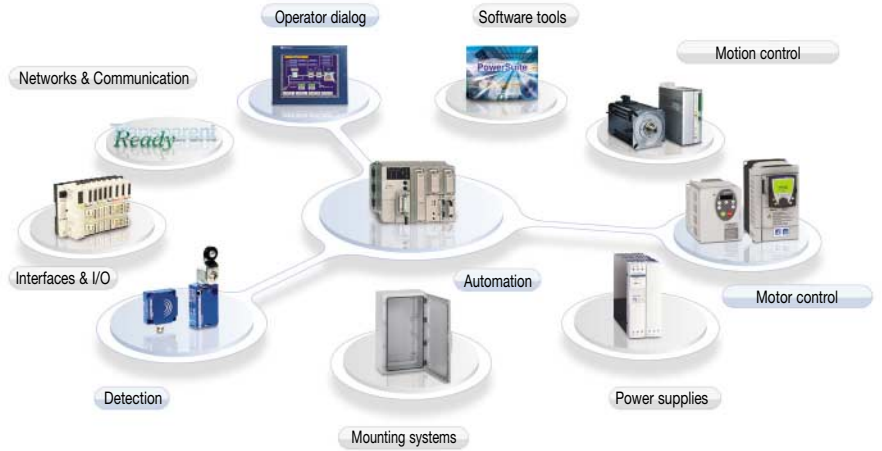 Operator dialog
Software tools
Motion control
Networks & Communication
PowerSuite
Transparent
Ready
Interfaces & I/O
Automation
Motor control
Detection
Power supplies
Mounting systems